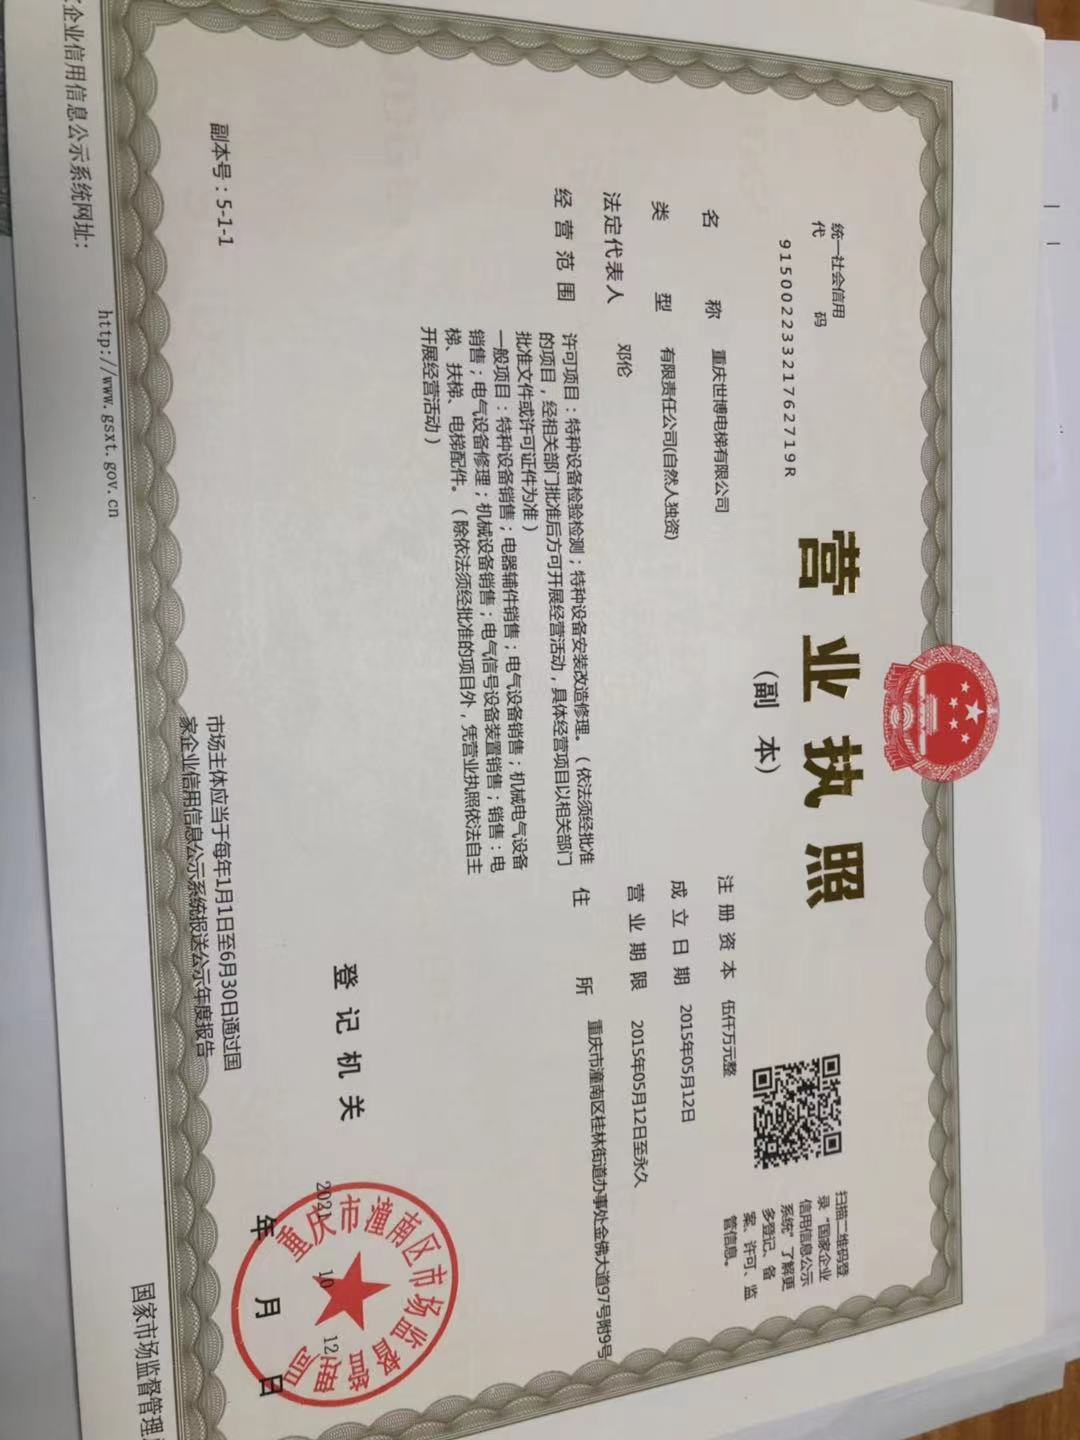 统一社会信用
代 码
91500223321762719R
营业执照
(副 本)
扫描二维码登
录“国家企业
信用信息公示
系统”了解更
多登记、备
案、许可、监
管信息。
名 称 重庆世博电梯有限公司
类 型 有限责任公司(自然人独资)
法定代表人 邓伦
经营范围 许可项目：特种设备检验检测；特种设备安装改造修理。（依法须经批准
的项目，经相关部门批准后方可开展经营活动，具体经营项目以相关部门
批准文件或许可证件为准）
一般项目：特种设备销售；电器辅件销售；电气设备销售；机械电气设备
销售；电气设备修理；机械设备销售；电气信号设备装置销售；销售：电
梯、扶梯、电梯配件。（除依法须经批准的项目外，凭营业执照依法自主
开展经营活动）
注册资本 伍仟万元整
成立日期 2015年05月12日
营业期限 2015年05月12日至永久
住 所 重庆市潼南区桂林街道办事处金佛大道97号附9号
登记机关
重庆市潼南区市场监督管理局
2021 10 12
年 月 日
副本号：5-1-1
市场主体应当于每年1月1日至6月30日通过国
家企业信用信息公示系统报送公示年度报告
家企业信用信息公示系统网址：
http://www.gsxt.gov.cn
国家市场监督管理